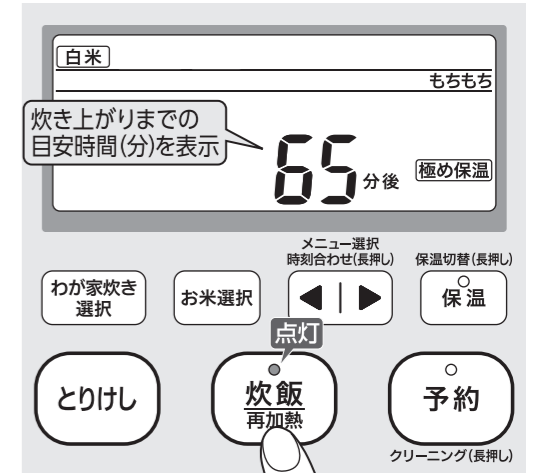 白米
もちもち
炊き上がりまでの
目安時間(分)を表示
65分後
極め保温
メニュー選択
時刻合わせ(長押し)
保温切替(長押し)
わが家炊き
選択
お米選択
保温
点灯
とりけし
炊飯
再加熱
予約
クリーニング(長押し)